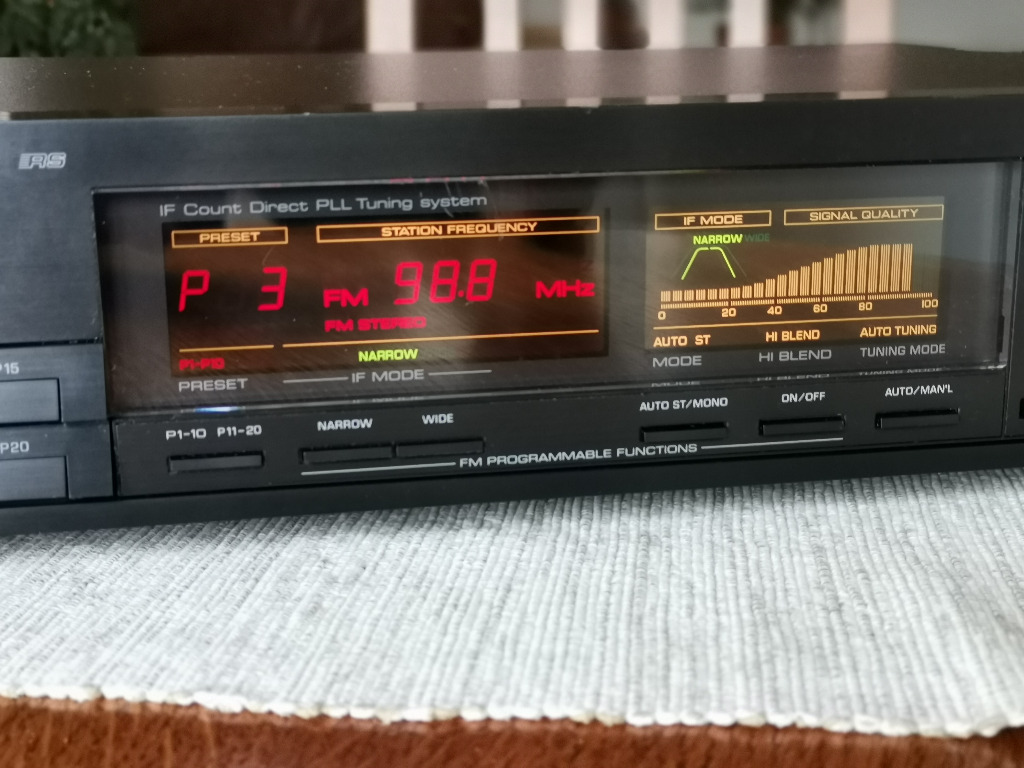 RS
IF Count Direct PLL Tuning system
PRESET
STATION FREQUENCY
P 3
FM 98.8 MHz
FM STEREO
P1-P10
NARROW
PRESET
IF MODE
IF MODE
SIGNAL QUALITY
NARROW WIDE
0 20 40 60 80 100
AUTO ST
HI BLEND
AUTO TUNING
MODE
HI BLEND
TUNING MODE
P15
P20
P1-10 P11-20
NARROW
WIDE
AUTO ST/MONO
ON/OFF
AUTO/MAN'L
FM PROGRAMMABLE FUNCTIONS